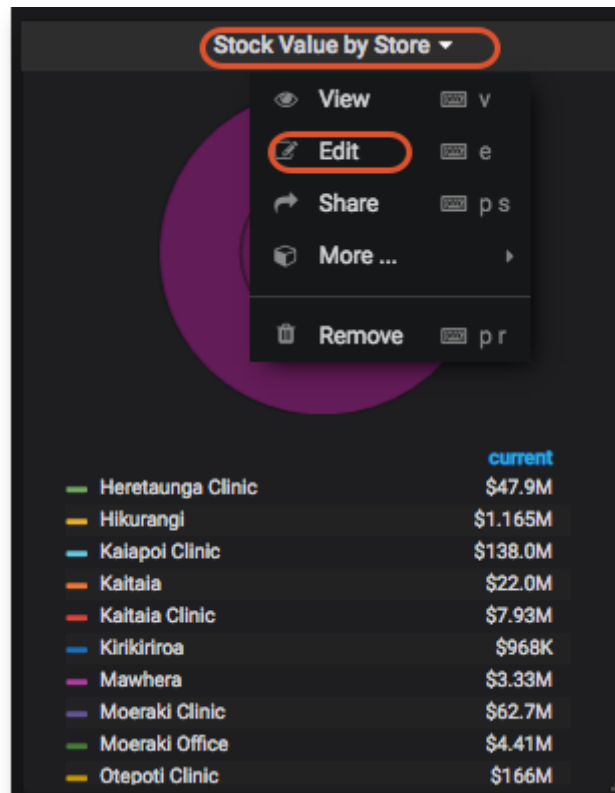 Stock Value by Store
View v
Edit e
Share p s
More ...
Remove p r
current
Heretaunga Clinic $47.9M
Hikurangi $1.165M
Kaiapoi Clinic $138.0M
Kaitaia $22.0M
Kaitaia Clinic $7.93M
Kirikiriroa $968K
Mawhera $3.33M
Moeraki Clinic $62.7M
Moeraki Office $4.41M
Otepoti Clinic $166M